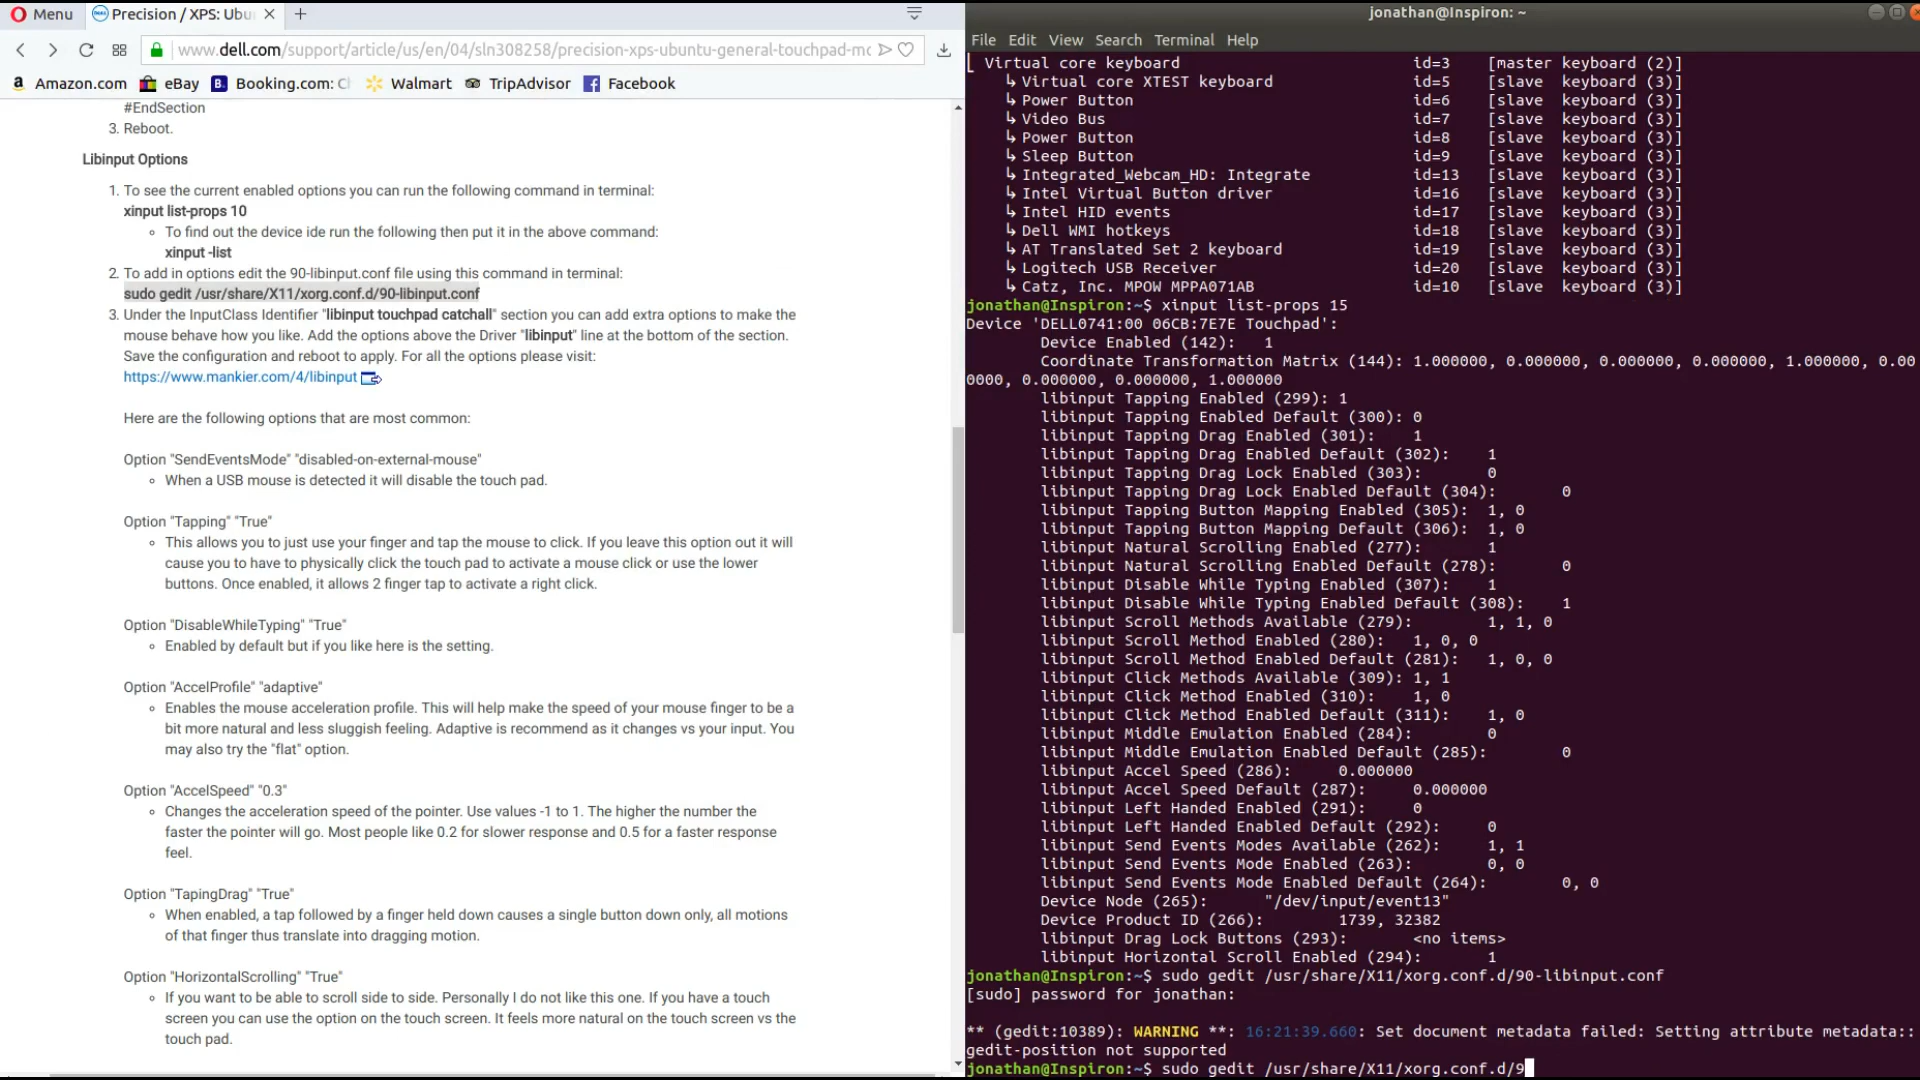 Menu
Precision / XPS: Ubu
www.dell.com/support/article/us/en/04/sln308258/precision-xps-ubuntu-general-touchpad-mo
Amazon.com
eBay
Booking.com: Ch
Walmart
TripAdvisor
Facebook
#EndSection
3. Reboot.
Libinput Options
1. To see the current enabled options you can run the following command in terminal:
xinput list-props 10
To find out the device ide run the following then put it in the above command:
xinput -list
2. To add in options edit the 90-libinput.conf file using this command in terminal:
sudo gedit /usr/share/X11/xorg.conf.d/90-libinput.conf
3. Under the InputClass Identifier "libinput touchpad catchall" section you can add extra options to make the
mouse behave how you like. Add the options above the Driver "libinput" line at the bottom of the section.
Save the configuration and reboot to apply. For all the options please visit:
https://www.mankier.com/4/libinput
Here are the following options that are most common:
Option "SendEventsMode" "disabled-on-external-mouse"
When a USB mouse is detected it will disable the touch pad.
Option "Tapping" "True"
This allows you to just use your finger and tap the mouse to click. If you leave this option out it will
cause you to have to physically click the touch pad to activate a mouse click or use the lower
buttons. Once enabled, it allows 2 finger tap to activate a right click.
Option "DisableWhileTyping" "True"
Enabled by default but if you like here is the setting.
Option "AccelProfile" "adaptive"
Enables the mouse acceleration profile. This will help make the speed of your mouse finger to be a
bit more natural and less sluggish feeling. Adaptive is recommend as it changes vs your input. You
may also try the "flat" option.
Option "AccelSpeed" "0.3"
Changes the acceleration speed of the pointer. Use values -1 to 1. The higher the number the
faster the pointer will go. Most people like 0.2 for slower response and 0.5 for a faster response
feel.
Option "TapingDrag" "True"
When enabled, a tap followed by a finger held down causes a single button down only, all motions
of that finger thus translate into dragging motion.
Option "HorizontalScrolling" "True"
If you want to be able to scroll side to side. Personally I do not like this one. If you have a touch
screen you can use the option on the touch screen. It feels more natural on the touch screen vs the
touch pad.
jonathan@Inspiron: ~
File Edit View Search Terminal Help
⎣ Virtual core keyboard id=3 [master keyboard (2)]
↳ Virtual core XTEST keyboard id=5 [slave keyboard (3)]
↳ Power Button id=6 [slave keyboard (3)]
↳ Video Bus id=7 [slave keyboard (3)]
↳ Power Button id=8 [slave keyboard (3)]
↳ Sleep Button id=9 [slave keyboard (3)]
↳ Integrated_Webcam_HD: Integrate id=13 [slave keyboard (3)]
↳ Intel Virtual Button driver id=16 [slave keyboard (3)]
↳ Intel HID events id=17 [slave keyboard (3)]
↳ Dell WMI hotkeys id=18 [slave keyboard (3)]
↳ AT Translated Set 2 keyboard id=19 [slave keyboard (3)]
↳ Logitech USB Receiver id=20 [slave keyboard (3)]
↳ Catz, Inc. MPOW MPPA071AB id=10 [slave keyboard (3)]
jonathan@Inspiron:~$ xinput list-props 15
Device 'DELL0741:00 06CB:7E7E Touchpad':
Device Enabled (142): 1
Coordinate Transformation Matrix (144): 1.000000, 0.000000, 0.000000, 0.000000, 1.000000, 0.00
0000, 0.000000, 0.000000, 1.000000
libinput Tapping Enabled (299): 1
libinput Tapping Enabled Default (300): 0
libinput Tapping Drag Enabled (301): 1
libinput Tapping Drag Enabled Default (302): 1
libinput Tapping Drag Lock Enabled (303): 0
libinput Tapping Drag Lock Enabled Default (304): 0
libinput Tapping Button Mapping Enabled (305): 1, 0
libinput Tapping Button Mapping Default (306): 1, 0
libinput Natural Scrolling Enabled (277): 1
libinput Natural Scrolling Enabled Default (278): 0
libinput Disable While Typing Enabled (307): 1
libinput Disable While Typing Enabled Default (308): 1
libinput Scroll Methods Available (279): 1, 1, 0
libinput Scroll Method Enabled (280): 1, 0, 0
libinput Scroll Method Enabled Default (281): 1, 0, 0
libinput Click Methods Available (309): 1, 1
libinput Click Method Enabled (310): 1, 0
libinput Click Method Enabled Default (311): 1, 0
libinput Middle Emulation Enabled (284): 0
libinput Middle Emulation Enabled Default (285): 0
libinput Accel Speed (286): 0.000000
libinput Accel Speed Default (287): 0.000000
libinput Left Handed Enabled (291): 0
libinput Left Handed Enabled Default (292): 0
libinput Send Events Modes Available (262): 1, 1
libinput Send Events Mode Enabled (263): 0, 0
libinput Send Events Mode Enabled Default (264): 0, 0
Device Node (265): "/dev/input/event13"
Device Product ID (266): 1739, 32382
libinput Drag Lock Buttons (293): <no items>
libinput Horizontal Scroll Enabled (294): 1
jonathan@Inspiron:~$ sudo gedit /usr/share/X11/xorg.conf.d/90-libinput.conf
[sudo] password for jonathan:
** (gedit:10389): WARNING **: 16:21:39.660: Set document metadata failed: Setting attribute metadata::
gedit-position not supported
jonathan@Inspiron:~$ sudo gedit /usr/share/X11/xorg.conf.d/9